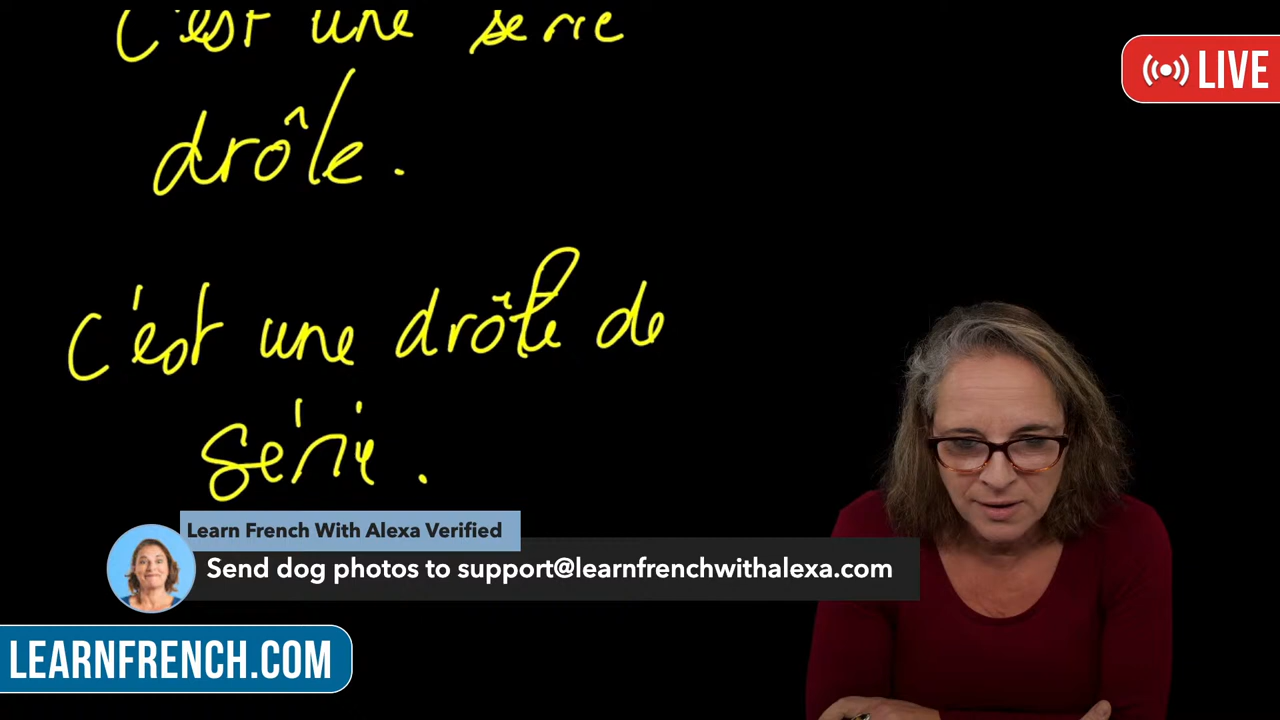 c'est une série
drôle.
LIVE
c'est une drôle de
série.
Learn French With Alexa Verified
Send dog photos to support@learnfrenchwithalexa.com
LEARNFRENCH.COM